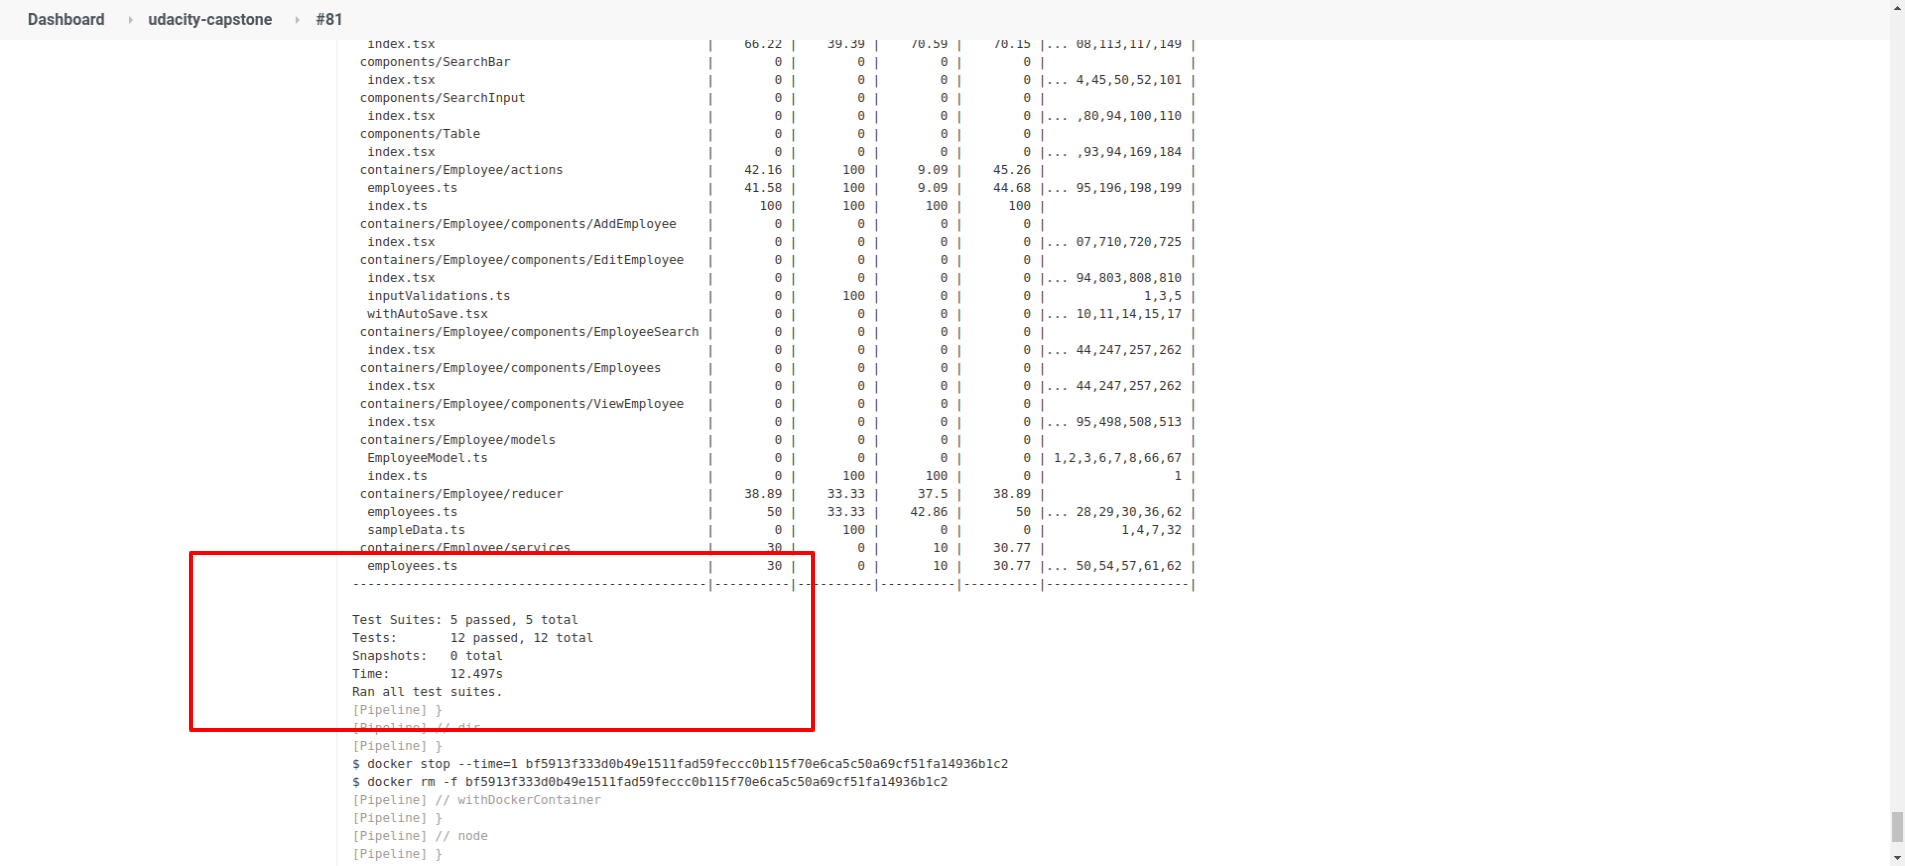 Dashboard › udacity-capstone › #81
index.tsx | 66.22 | 39.39 | 70.59 | 70.15 |... 08,113,117,149 |
components/SearchBar | 0 | 0 | 0 | 0 | |
index.tsx | 0 | 0 | 0 | 0 |... 4,45,50,52,101 |
components/SearchInput | 0 | 0 | 0 | 0 | |
index.tsx | 0 | 0 | 0 | 0 |... ,80,94,100,110 |
components/Table | 0 | 0 | 0 | 0 | |
index.tsx | 0 | 0 | 0 | 0 |... ,93,94,169,184 |
containers/Employee/actions | 42.16 | 100 | 9.09 | 45.26 | |
employees.ts | 41.58 | 100 | 9.09 | 44.68 |... 95,196,198,199 |
index.ts | 100 | 100 | 100 | 100 | |
containers/Employee/components/AddEmployee | 0 | 0 | 0 | 0 | |
index.tsx | 0 | 0 | 0 | 0 |... 07,710,720,725 |
containers/Employee/components/EditEmployee | 0 | 0 | 0 | 0 | |
index.tsx | 0 | 0 | 0 | 0 |... 94,803,808,810 |
inputValidations.ts | 0 | 100 | 0 | 0 | 1,3,5 |
withAutoSave.tsx | 0 | 0 | 0 | 0 |... 10,11,14,15,17 |
containers/Employee/components/EmployeeSearch | 0 | 0 | 0 | 0 | |
index.tsx | 0 | 0 | 0 | 0 |... 44,247,257,262 |
containers/Employee/components/Employees | 0 | 0 | 0 | 0 | |
index.tsx | 0 | 0 | 0 | 0 |... 44,247,257,262 |
containers/Employee/components/ViewEmployee | 0 | 0 | 0 | 0 | |
index.tsx | 0 | 0 | 0 | 0 |... 95,498,508,513 |
containers/Employee/models | 0 | 0 | 0 | 0 | |
EmployeeModel.ts | 0 | 0 | 0 | 0 | 1,2,3,6,7,8,66,67 |
index.ts | 0 | 100 | 100 | 0 | 1 |
containers/Employee/reducer | 38.89 | 33.33 | 37.5 | 38.89 | |
employees.ts | 50 | 33.33 | 42.86 | 50 |... 28,29,30,36,62 |
sampleData.ts | 0 | 100 | 0 | 0 | 1,4,7,32 |
containers/Employee/services | 30 | 0 | 10 | 30.77 | |
employees.ts | 30 | 0 | 10 | 30.77 |... 50,54,57,61,62 |
-----------------------------------------------|----------|----------|----------|----------|-------------------|
Test Suites: 5 passed, 5 total
Tests: 12 passed, 12 total
Snapshots: 0 total
Time: 12.497s
Ran all test suites.
[Pipeline] }
[Pipeline] // dir
[Pipeline] }
$ docker stop --time=1 bf5913f333d0b49e1511fad59feccc0b115f70e6ca5c50a69cf51fa14936b1c2
$ docker rm -f bf5913f333d0b49e1511fad59feccc0b115f70e6ca5c50a69cf51fa14936b1c2
[Pipeline] // withDockerContainer
[Pipeline] }
[Pipeline] // node
[Pipeline] }